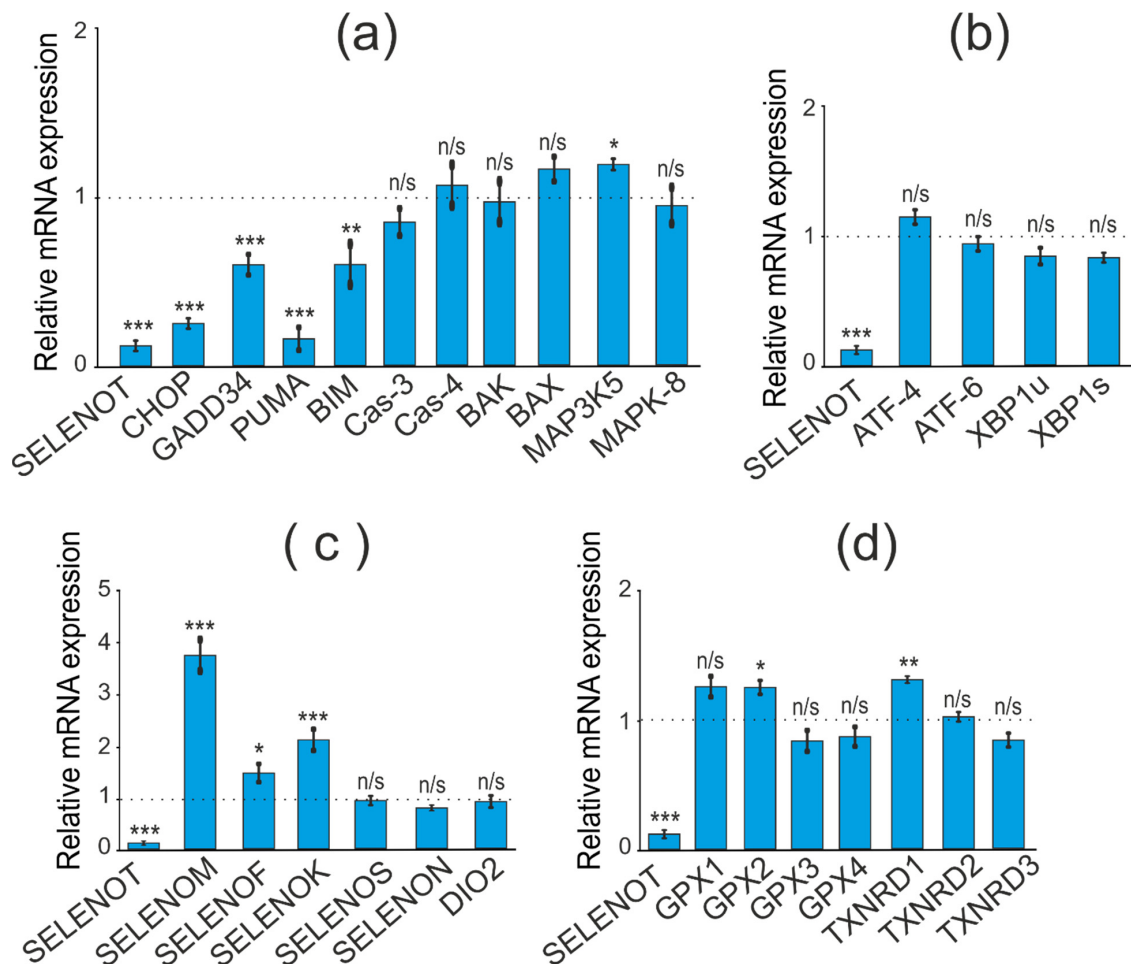 (a)
Relative mRNA expression
2
1
0
*** *** *** *** ** n/s n/s n/s n/s * n/s
SELENOT CHOP GADD34 PUMA BIM Cas-3 Cas-4 BAK BAX MAP3K5 MAPK-8
(b)
Relative mRNA expression
2
1
0
*** n/s n/s n/s n/s
SELENOT ATF-4 ATF-6 XBP1u XBP1s
( c )
Relative mRNA expression
5
4
3
2
1
0
*** *** * *** n/s n/s n/s
SELENOT SELENOM SELENOF SELENOK SELENOS SELENON DIO2
(d)
Relative mRNA expression
2
1
0
*** n/s * n/s n/s ** n/s n/s
SELENOT GPX1 GPX2 GPX3 GPX4 TXNRD1 TXNRD2 TXNRD3